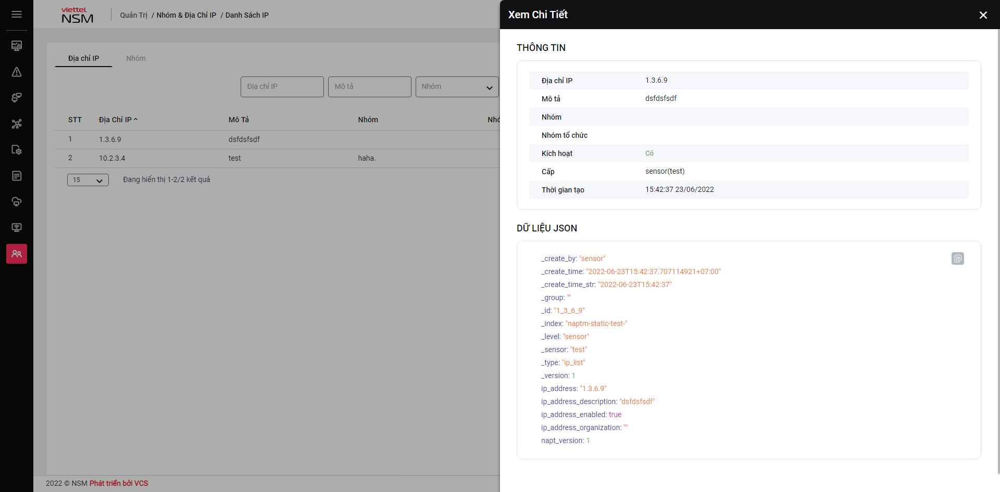 viettel
NSM
Quản Trị / Nhóm & Địa Chỉ IP / Danh Sách IP
Địa chỉ IP Nhóm
Địa chỉ IP Mô tả Nhóm
STT Địa Chỉ IP Mô Tả Nhóm Nhó
1 1.3.6.9 dsfdsfsdf
2 10.2.3.4 test haha.
15 Đang hiển thị 1-2/2 kết quả
2022 © NSM Phát triển bởi VCS
Xem Chi Tiết
THÔNG TIN
Địa chỉ IP 1.3.6.9
Mô tả dsfdsfsdf
Nhóm
Nhóm tổ chức
Kích hoạt Có
Cấp sensor(test)
Thời gian tạo 15:42:37 23/06/2022
DỮ LIỆU JSON
_create_by: "sensor"
_create_time: "2022-06-23T15:42:37.707114921+07:00"
_create_time_str: "2022-06-23T15:42:37"
_group: ""
_id: "1_3_6_9"
_index: "naptm-static-test-"
_level: "sensor"
_sensor: "test"
_type: "ip_list"
_version: 1
ip_address: "1.3.6.9"
ip_address_description: "dsfdsfsdf"
ip_address_enabled: true
ip_address_organization: ""
napt_version: 1